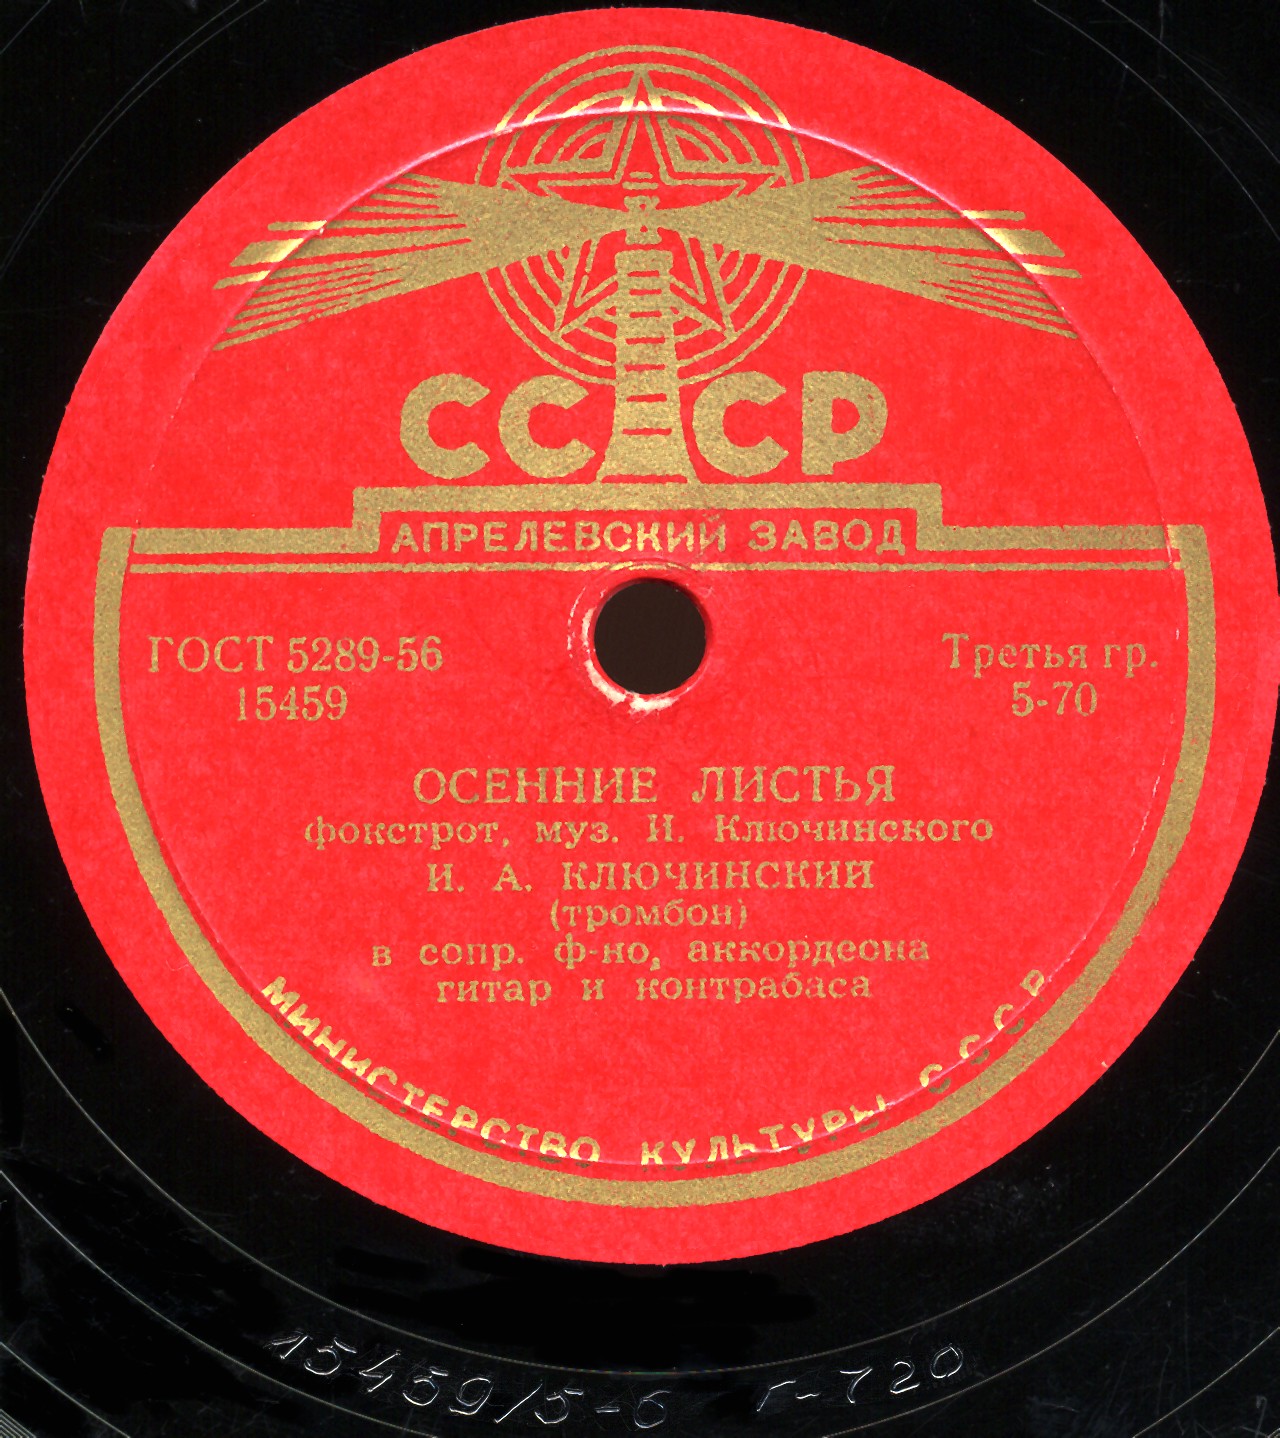 СССР
АПРЕЛЕВСКИЙ ЗАВОД
ГОСТ 5289-56
15459
Третья гр.
5-70
ОСЕННИЕ ЛИСТЬЯ
фокстрот, муз. И. Ключинского
И. А. КЛЮЧИНСКИЙ
(тромбон)
в сопр. ф-но, аккордеона
гитар и контрабаса
МИНИСТЕРСТВО КУЛЬТУРЫ СССР
15459/5-6 г-720